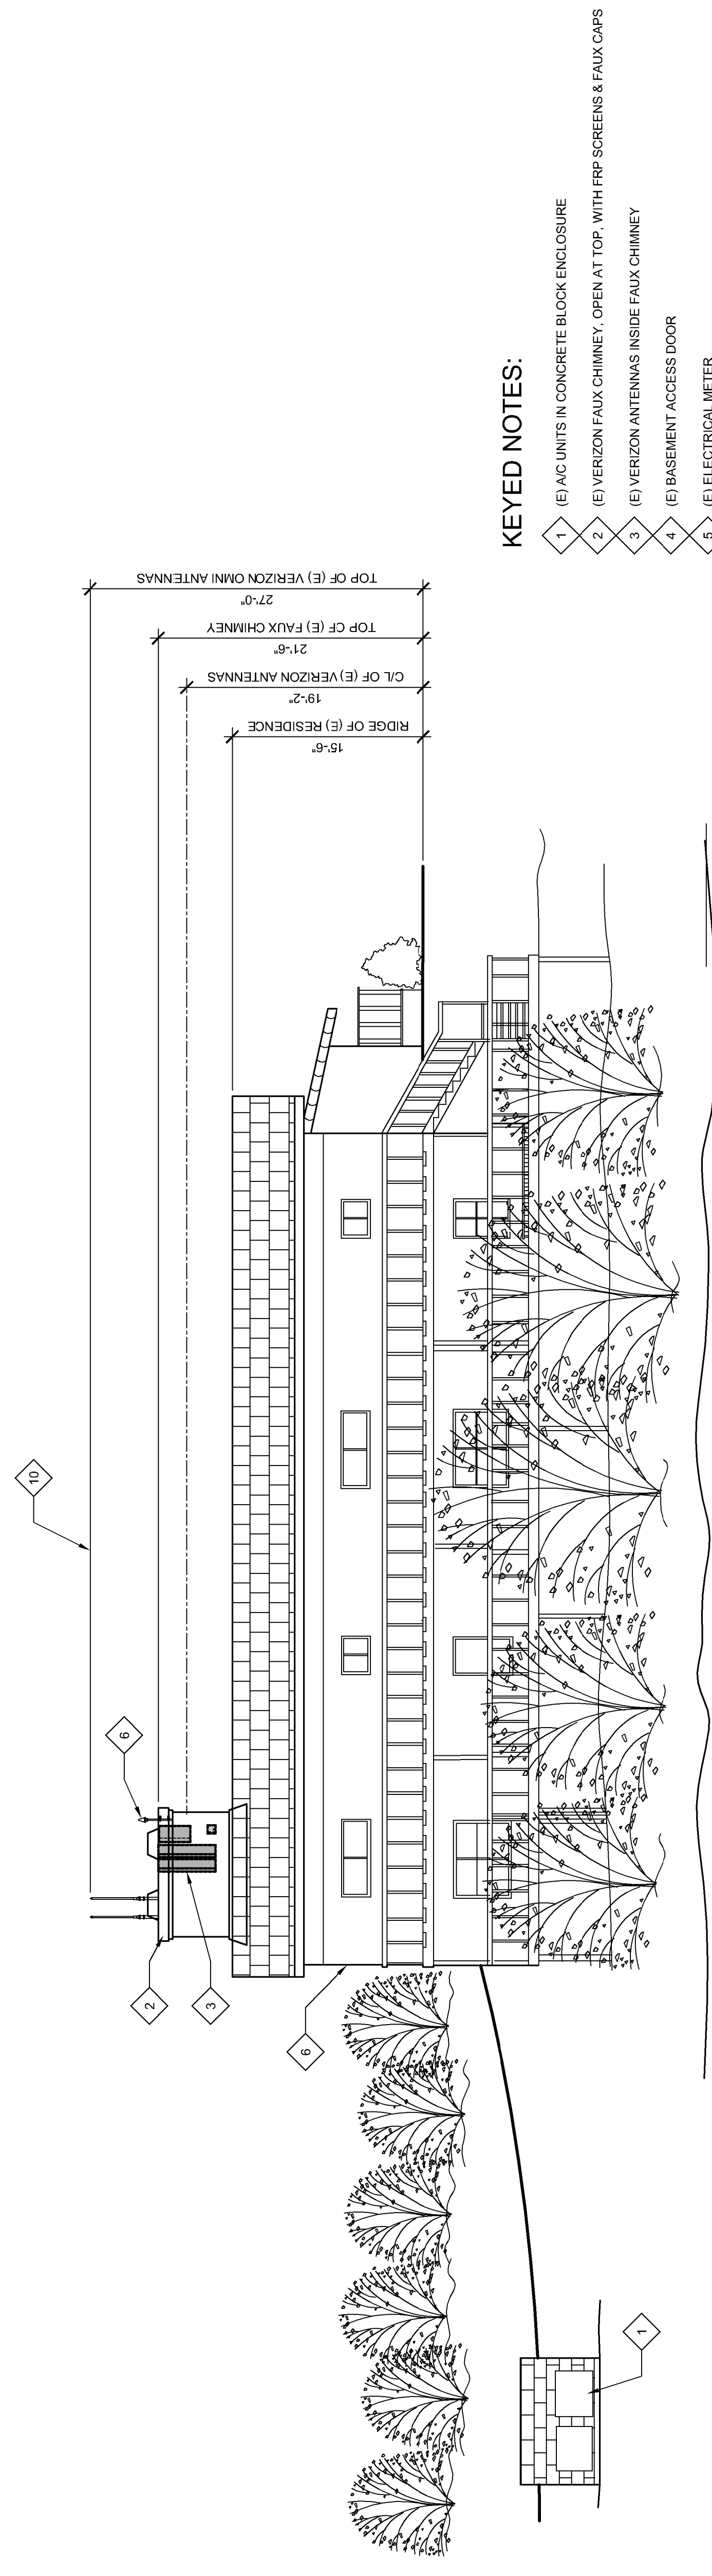 10
6
2
3
6
1
27'-0"
TOP OF (E) VERIZON OMNI ANTENNAS
21'-6"
TOP CF (E) FAUX CHIMNEY
19'-2"
C/L OF (E) VERIZON ANTENNAS
15'-6"
RIDGE OF (E) RESIDENCE
KEYED NOTES:
1 (E) A/C UNITS IN CONCRETE BLOCK ENCLOSURE
2 (E) VERIZON FAUX CHIMNEY, OPEN AT TOP, WITH FRP SCREENS & FAUX CAPS
3 (E) VERIZON ANTENNAS INSIDE FAUX CHIMNEY
4 (E) BASEMENT ACCESS DOOR
5 (E) ELECTRICAL METER